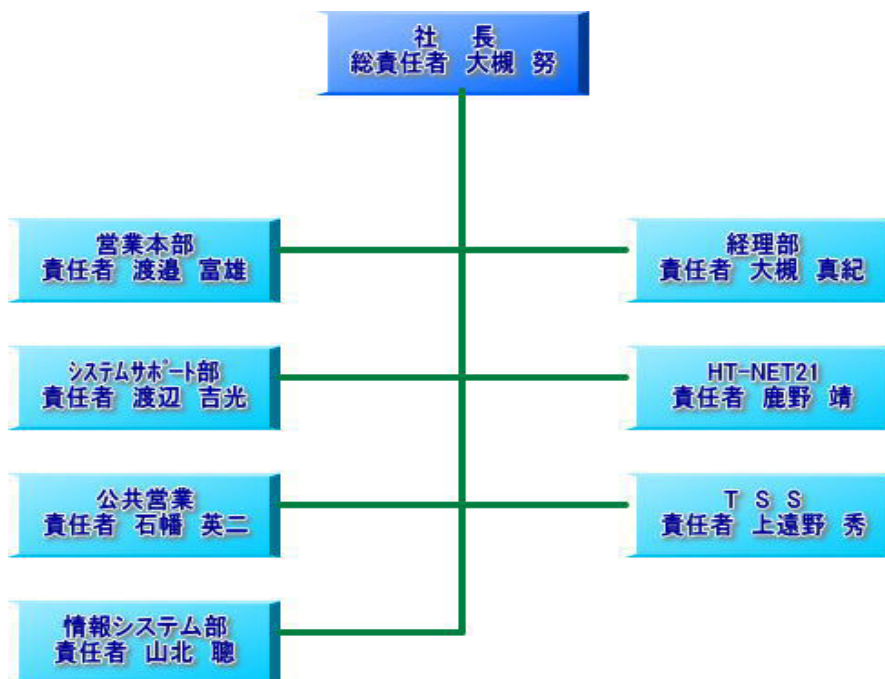 社　長
総責任者 大槻 努
営業本部
責任者 渡邉 富雄
経理部
責任者 大槻 真紀
ｼｽﾃﾑｻﾎﾟｰﾄ部
責任者 渡辺 吉光
HT-NET21
責任者 鹿野 靖
公共営業
責任者 石幡 英二
T S S
責任者 上遠野 秀
情報システム部
責任者 山北 聰